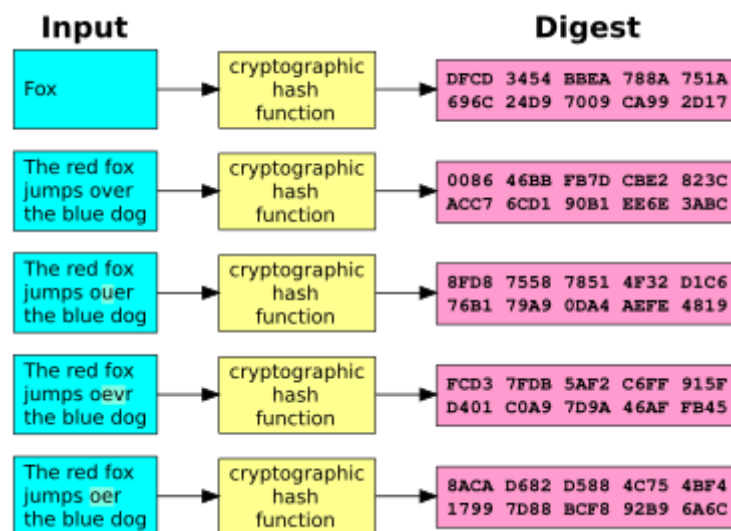 Input
Digest
Fox
cryptographic
hash
function
DFCD 3454 BBEA 788A 751A
696C 24D9 7009 CA99 2D17
The red fox
jumps over
the blue dog
cryptographic
hash
function
0086 46BB FB7D CBE2 823C
ACC7 6CD1 90B1 EE6E 3ABC
The red fox
jumps ouer
the blue dog
cryptographic
hash
function
8FD8 7558 7851 4F32 D1C6
76B1 79A9 0DA4 AEFE 4819
The red fox
jumps oevr
the blue dog
cryptographic
hash
function
FCD3 7FDB 5AF2 C6FF 915F
D401 C0A9 7D9A 46AF FB45
The red fox
jumps oer
the blue dog
cryptographic
hash
function
8ACA D682 D588 4C75 4BF4
1799 7D88 BCF8 92B9 6A6C